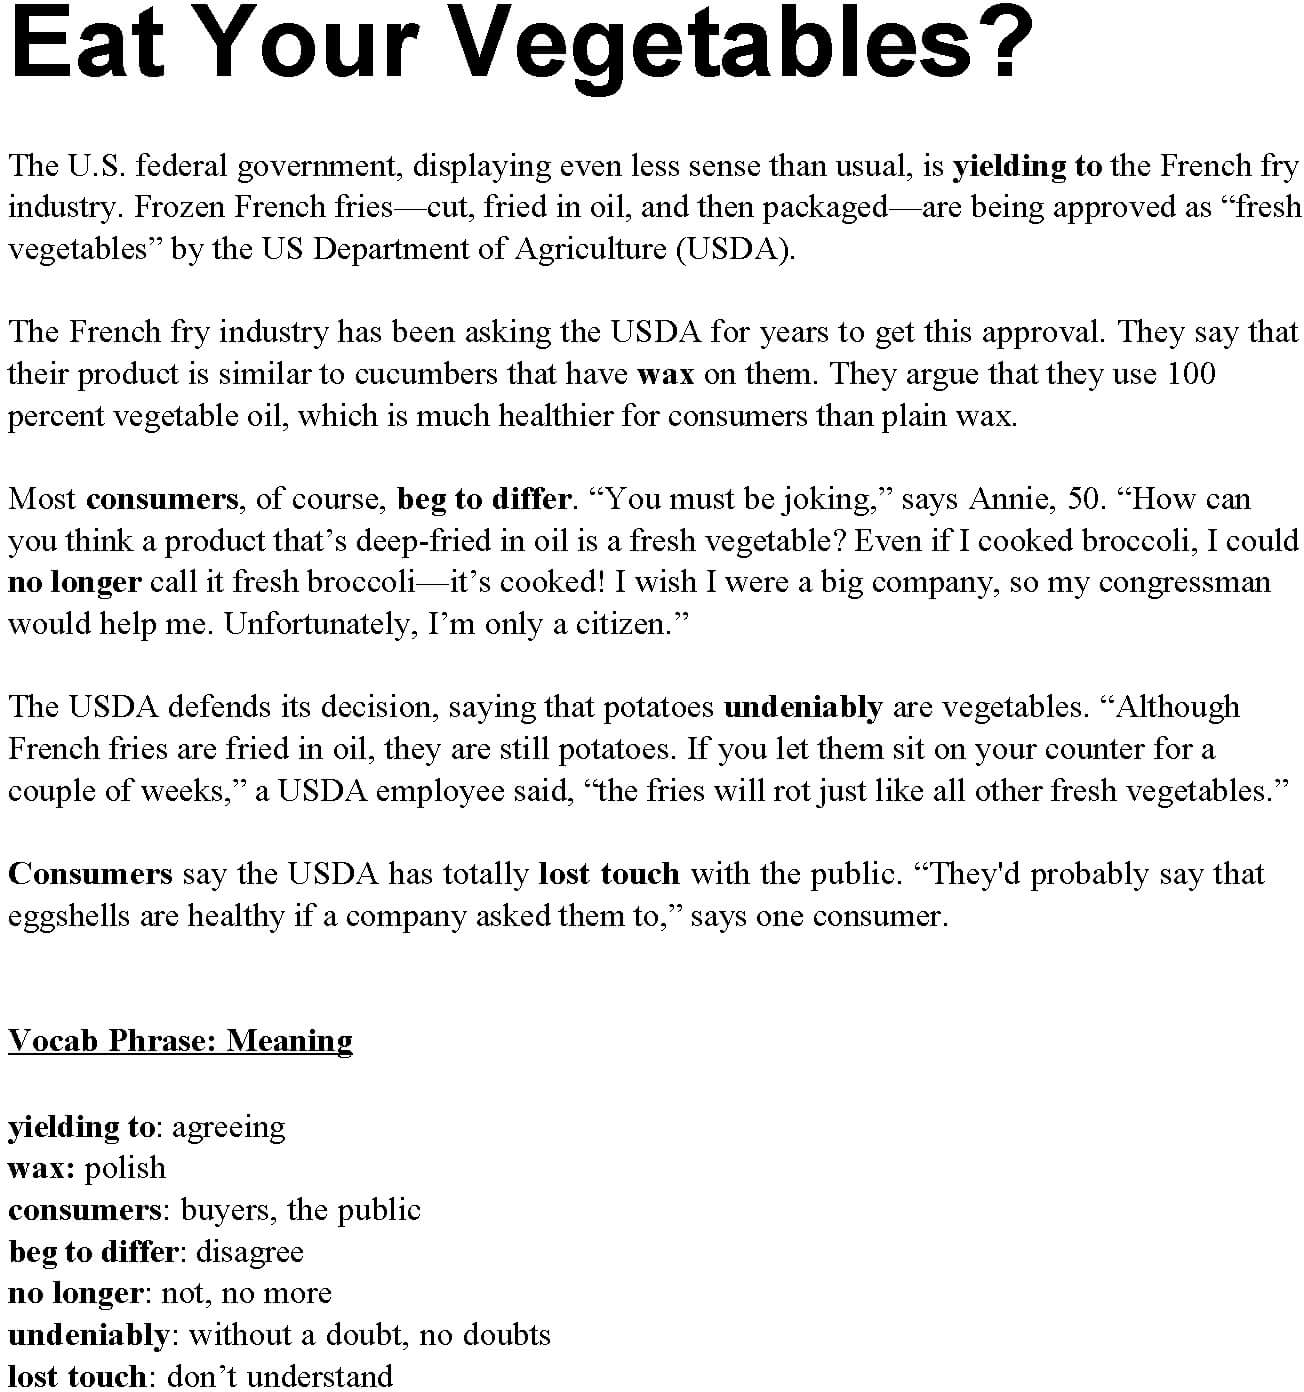 Eat Your Vegetables?
The U.S. federal government, displaying even less sense than usual, is yielding to the French fry
industry. Frozen French fries—cut, fried in oil, and then packaged—are being approved as “fresh
vegetables” by the US Department of Agriculture (USDA).
The French fry industry has been asking the USDA for years to get this approval. They say that
their product is similar to cucumbers that have wax on them. They argue that they use 100
percent vegetable oil, which is much healthier for consumers than plain wax.
Most consumers, of course, beg to differ. “You must be joking,” says Annie, 50. “How can
you think a product that’s deep-fried in oil is a fresh vegetable? Even if I cooked broccoli, I could
no longer call it fresh broccoli—it’s cooked! I wish I were a big company, so my congressman
would help me. Unfortunately, I’m only a citizen.”
The USDA defends its decision, saying that potatoes undeniably are vegetables. “Although
French fries are fried in oil, they are still potatoes. If you let them sit on your counter for a
couple of weeks,” a USDA employee said, “the fries will rot just like all other fresh vegetables.”
Consumers say the USDA has totally lost touch with the public. “They'd probably say that
eggshells are healthy if a company asked them to,” says one consumer.
Vocab Phrase: Meaning
yielding to: agreeing
wax: polish
consumers: buyers, the public
beg to differ: disagree
no longer: not, no more
undeniably: without a doubt, no doubts
lost touch: don’t understand